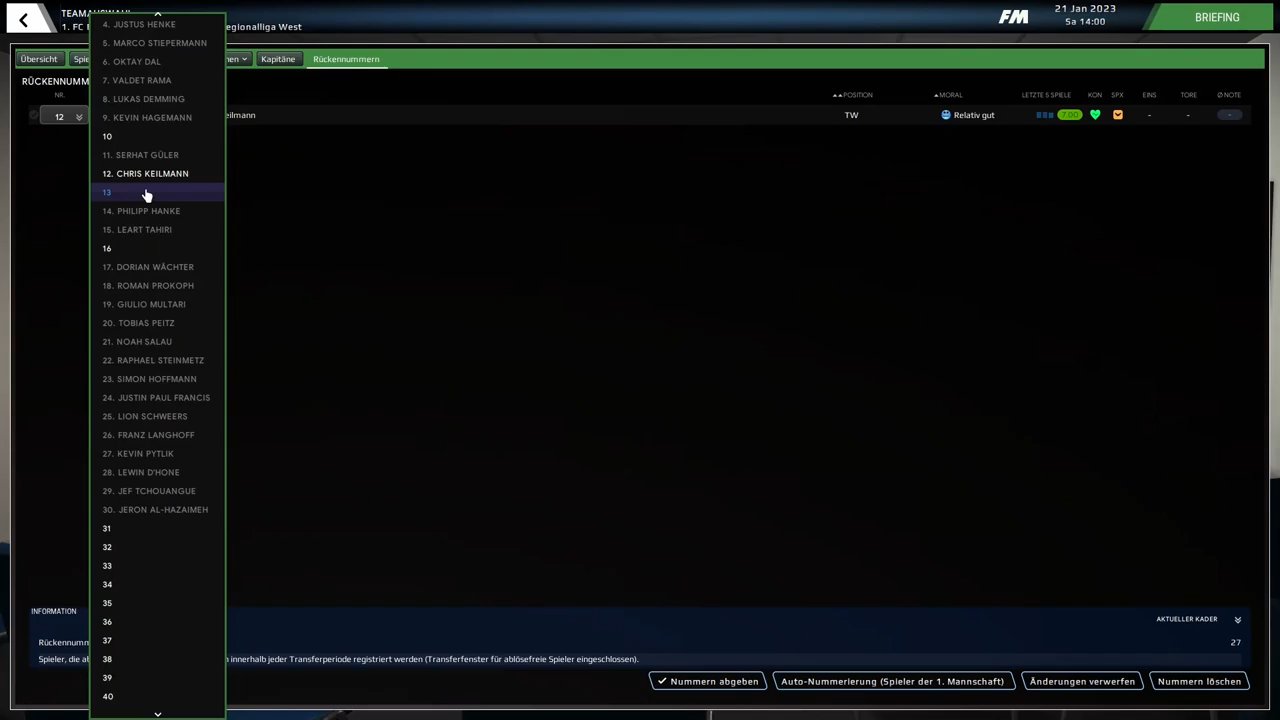 TEAMAUSWAHL
1. FC
egionalliga West
FM
21 Jan 2023
Sa 14:00
BRIEFING
Übersicht
Spie
nen
Kapitäne
Rückennummern
RÜCKENNUMM
NR.
POSITION
MORAL
LETZTE 5 SPIELE
KON
SPX
EINS
TORE
Ø NOTE
12
eilmann
TW
Relativ gut
7.00
-
-
-
4. JUSTUS HENKE
5. MARCO STIEPERMANN
6. OKTAY DAL
7. VALDET RAMA
8. LUKAS DEMMING
9. KEVIN HAGEMANN
10
11. SERHAT GÜLER
12. CHRIS KEILMANN
13
14. PHILIPP HANKE
15. LEART TAHIRI
16
17. DORIAN WÄCHTER
18. ROMAN PROKOPH
19. GIULIO MULTARI
20. TOBIAS PEITZ
21. NOAH SALAU
22. RAPHAEL STEINMETZ
23. SIMON HOFFMANN
24. JUSTIN PAUL FRANCIS
25. LION SCHWEERS
26. FRANZ LANGHOFF
27. KEVIN PYTLIK
28. LEWIN D'HONE
29. JEF TCHOUANGUE
30. JERON AL-HAZAIMEH
31
32
33
34
35
36
37
38
39
40
INFORMATION
AKTUELLER KADER
Rückennumm
27
Spieler, die ab
innerhalb jeder Transferperiode registriert werden (Transferfenster für ablösefreie Spieler eingeschlossen).
Nummern abgeben
Auto-Nummerierung (Spieler der 1. Mannschaft)
Änderungen verwerfen
Nummern löschen